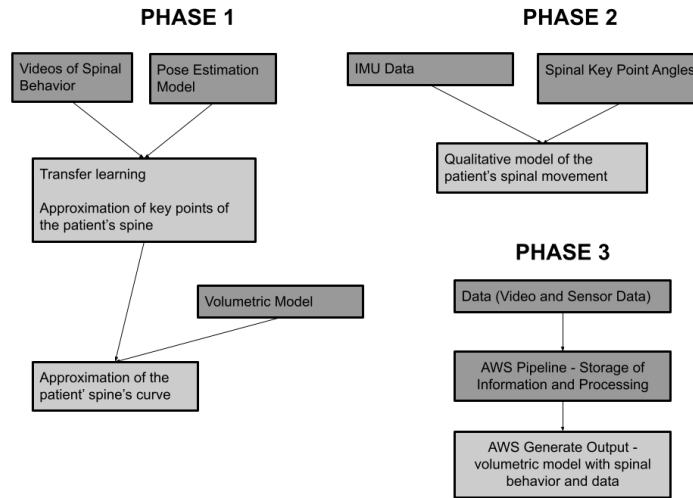 PHASE 1
Videos of Spinal
Behavior
Pose Estimation
Model
Transfer learning
Approximation of key points of
the patient's spine
Volumetric Model
Approximation of the
patient' spine's curve
PHASE 2
IMU Data
Spinal Key Point Angles
Qualitative model of the
patient's spinal movement
PHASE 3
Data (Video and Sensor Data)
AWS Pipeline - Storage of
Information and Processing
AWS Generate Output -
volumetric model with spinal
behavior and data